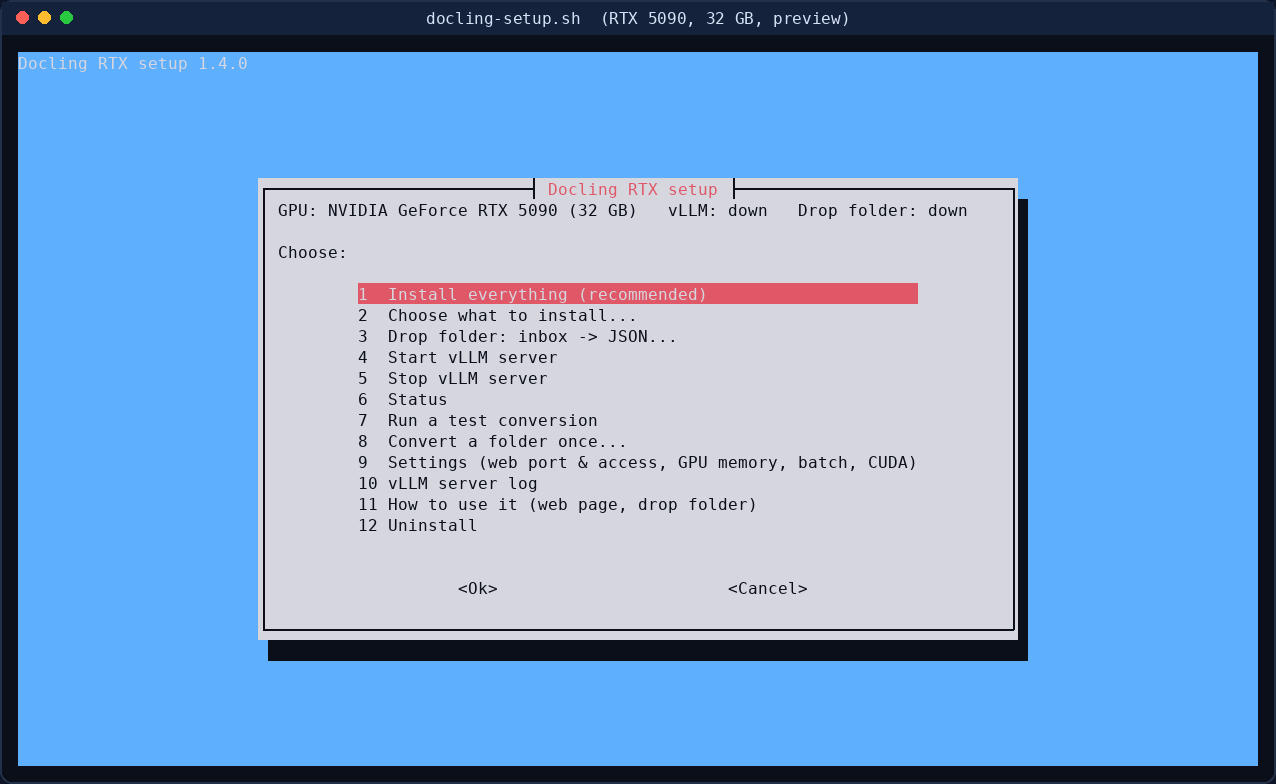 docling-setup.sh  (RTX 5090, 32 GB, preview)
Docling RTX setup 1.4.0
Docling RTX setup
GPU: NVIDIA GeForce RTX 5090 (32 GB)   vLLM: down   Drop folder: down
Choose:
1  Install everything (recommended)
2  Choose what to install...
3  Drop folder: inbox -> JSON...
4  Start vLLM server
5  Stop vLLM server
6  Status
7  Run a test conversion
8  Convert a folder once...
9  Settings (web port & access, GPU memory, batch, CUDA)
10 vLLM server log
11 How to use it (web page, drop folder)
12 Uninstall
<Ok>                       <Cancel>